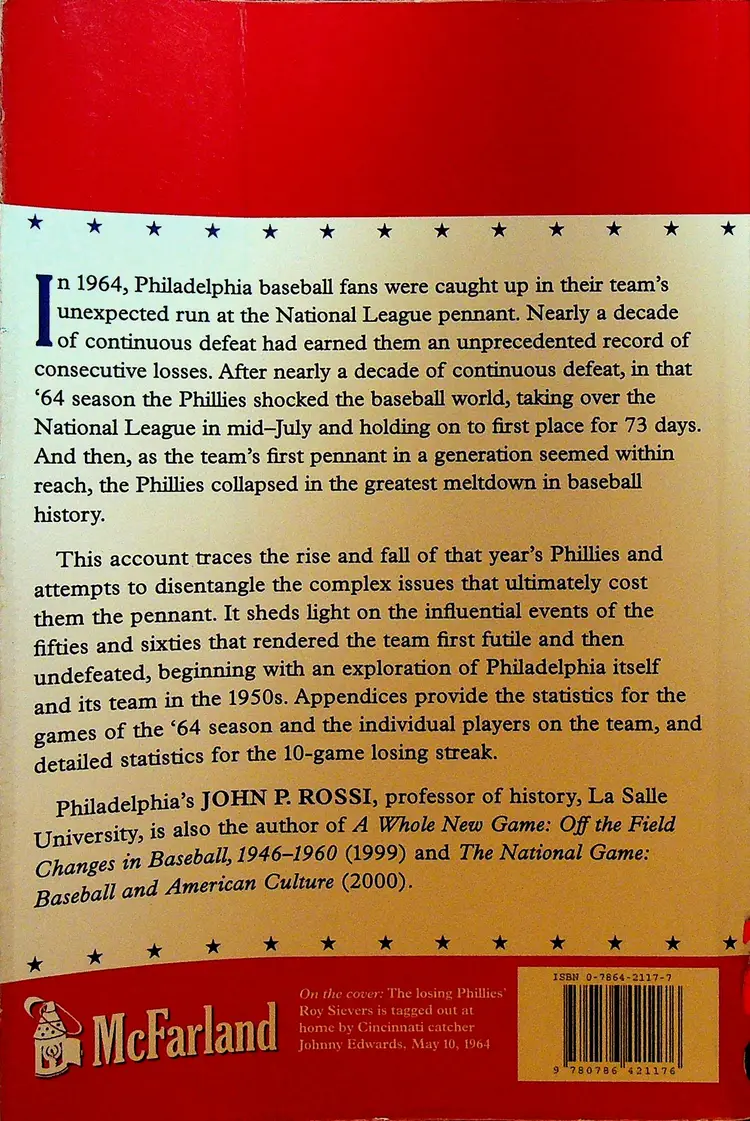 In 1964, Philadelphia baseball fans were caught up in their team's
unexpected run at the National League pennant. Nearly a decade
of continuous defeat had earned them an unprecedented record of
consecutive losses. After nearly a decade of continuous defeat, in that
‘64 season the Phillies shocked the baseball world, taking over the
National League in mid–July and holding on to first place for 73 days.
And then, as the team's first pennant in a generation seemed within
reach, the Phillies collapsed in the greatest meltdown in baseball
history.
This account traces the rise and fall of that year's Phillies and
attempts to disentangle the complex issues that ultimately cost
them the pennant. It sheds light on the influential events of the
fifties and sixties that rendered the team first futile and then
undefeated, beginning with an exploration of Philadelphia itself
and its team in the 1950s. Appendices provide the statistics for the
games of the ‘64 season and the individual players on the team, and
detailed statistics for the 10-game losing streak.
Philadelphia's JOHN P. ROSSI, professor of history, La Salle
University, is also the author of A Whole New Game: Off the Field
Changes in Baseball, 1946–1960 (1999) and The National Game:
Baseball and American Culture (2000).
McFarland
On the cover: The losing Phillies'
Roy Sievers is tagged out at
home by Cincinnati catcher
Johnny Edwards, May 10, 1964
ISBN 0-7864-2117-7
9 780786 421176